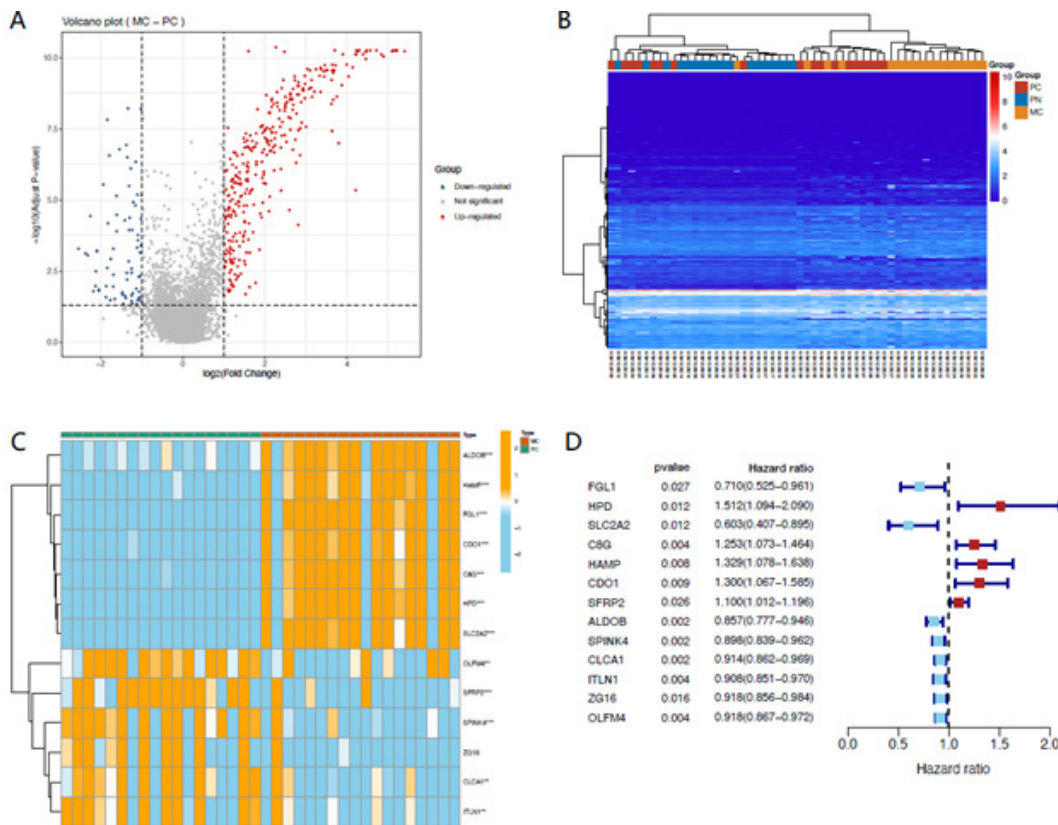 A
Volcano plot ( MC − PC )
−log10(Adjust P-value)
10.0
7.5
5.0
2.5
0.0
−2
0
2
4
log2(Fold Change)
Group
Down-regulated
Not significant
Up-regulated
B
Group
10
8
6
4
2
0
Group
PC
PN
MC
C
Type
Type
MC
PC
ALDOB***
HAMP***
FGL1***
CDO1***
C8G***
HPD***
SLC2A2***
OLFM4**
SFRP2***
SPINK4***
ZG16
CLCA1**
ITLN1**
D
pvalue Hazard ratio
FGL1 0.027 0.710(0.525−0.961)
HPD 0.012 1.512(1.094−2.090)
SLC2A2 0.012 0.603(0.407−0.895)
C8G 0.004 1.253(1.073−1.464)
HAMP 0.008 1.329(1.078−1.638)
CDO1 0.009 1.300(1.067−1.585)
SFRP2 0.026 1.100(1.012−1.196)
ALDOB 0.002 0.857(0.777−0.946)
SPINK4 0.002 0.898(0.839−0.962)
CLCA1 0.002 0.914(0.862−0.969)
ITLN1 0.004 0.908(0.851−0.970)
ZG16 0.016 0.918(0.856−0.984)
OLFM4 0.004 0.918(0.867−0.972)
0.0 0.5 1.0 1.5 2.0
Hazard ratio